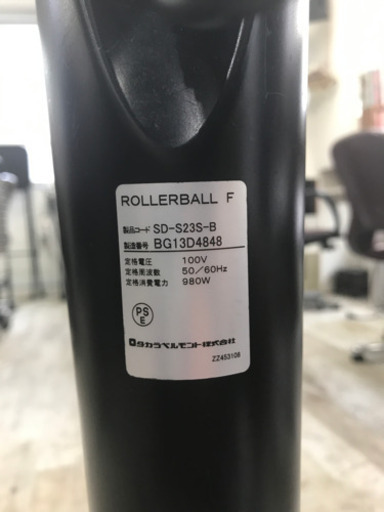 ROLLERBALL F
製品コード SD-S23S-B
製造番号 BG13D4848
定格電圧 100V
定格周波数 50/60Hz
定格消費電力 980W
PS
E
タカラベルモント株式会社
ZZ453108